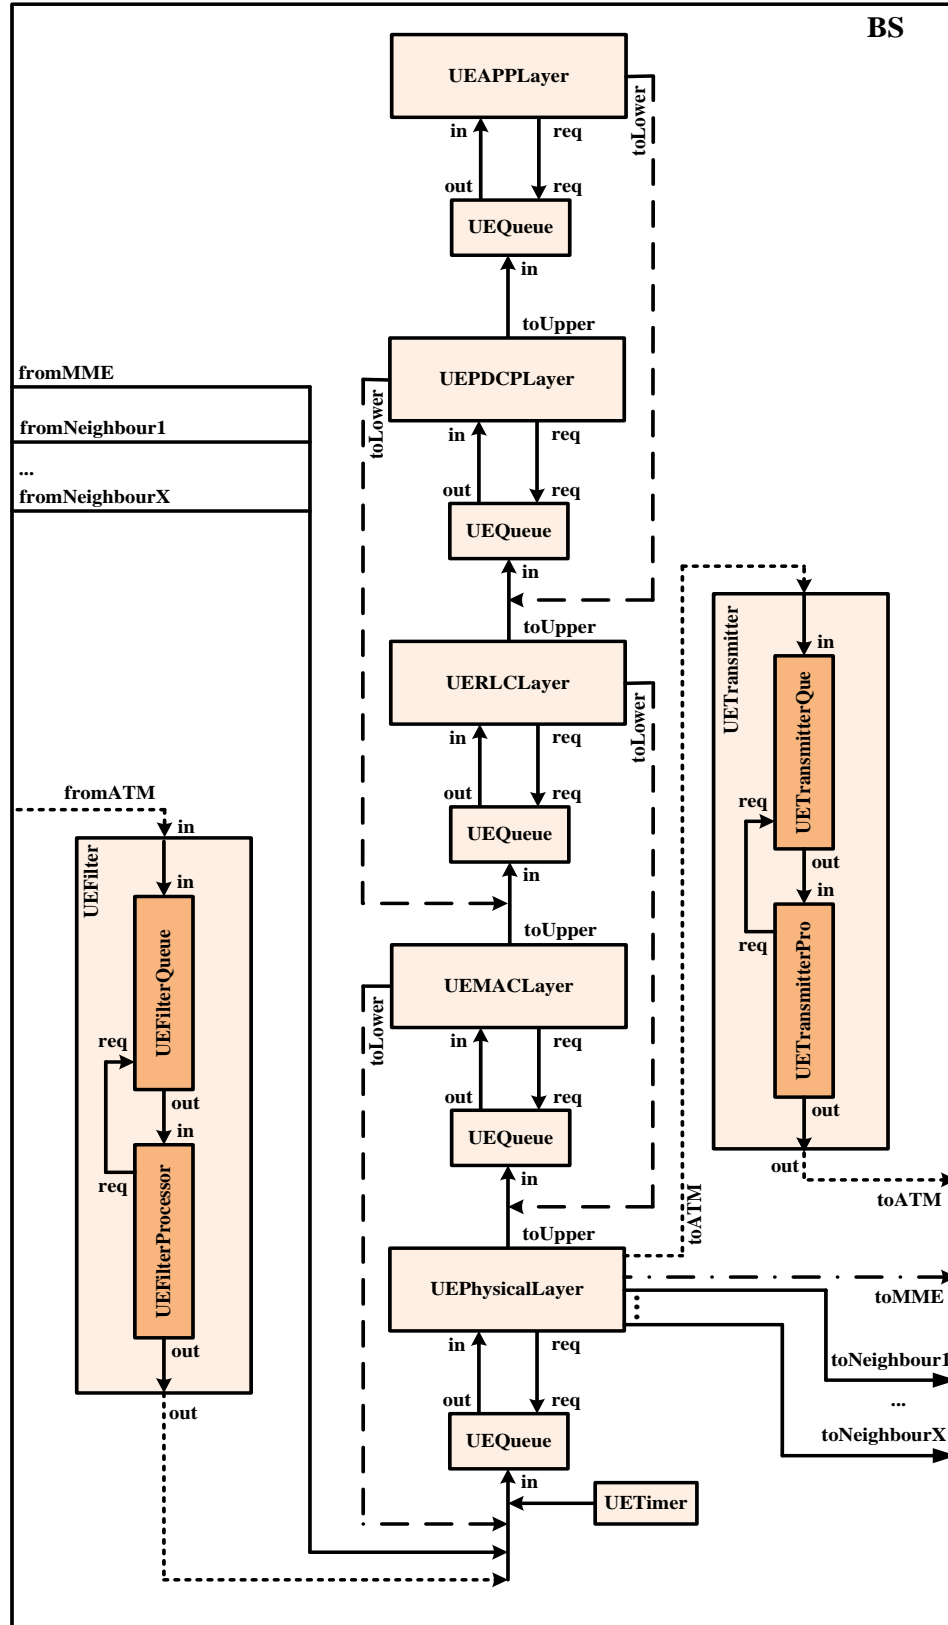 BS
UEAPPLayer
toLower
in
req
out
req
UEQueue
in
toUpper
fromMME
UEPDCPLayer
toLower
fromNeighbour1
in
req
...
fromNeighbourX
out
req
UEQueue
in
toUpper
UERLCLayer
toLower
in
req
out
req
UEQueue
in
toUpper
UEMACLayer
toLower
in
req
out
req
UEQueue
in
toUpper
UEPhysicalLayer
in
req
out
req
UEQueue
in
UETimer
fromATM
in
UEFilter
in
UEFilterQueue
req
out
in
req
UEFilterProcessor
out
out
toATM
UETransmitter
in
UETransmitterQue
req
out
in
req
UETransmitterPro
out
out
toATM
toMME
toNeighbour1
...
toNeighbourX